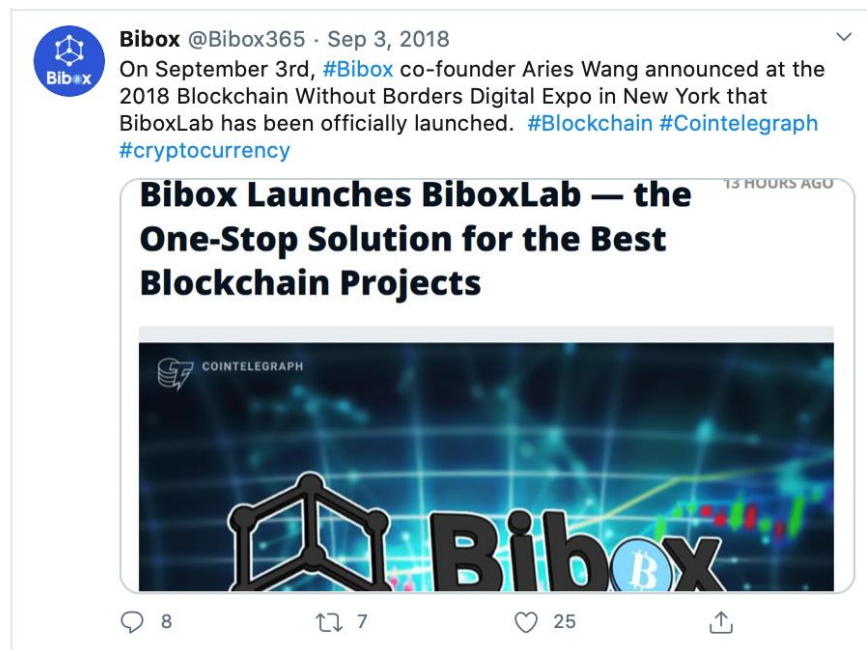 Bibox @Bibox365 · Sep 3, 2018
Bibox
On September 3rd, #Bibox co-founder Aries Wang announced at the
2018 Blockchain Without Borders Digital Expo in New York that
BiboxLab has been officially launched. #Blockchain #Cointelegraph
#cryptocurrency
Bibox Launches BiboxLab — the
13 HOURS AGO
One-Stop Solution for the Best
Blockchain Projects
COINTELEGRAPH
Bibox
8 7 25